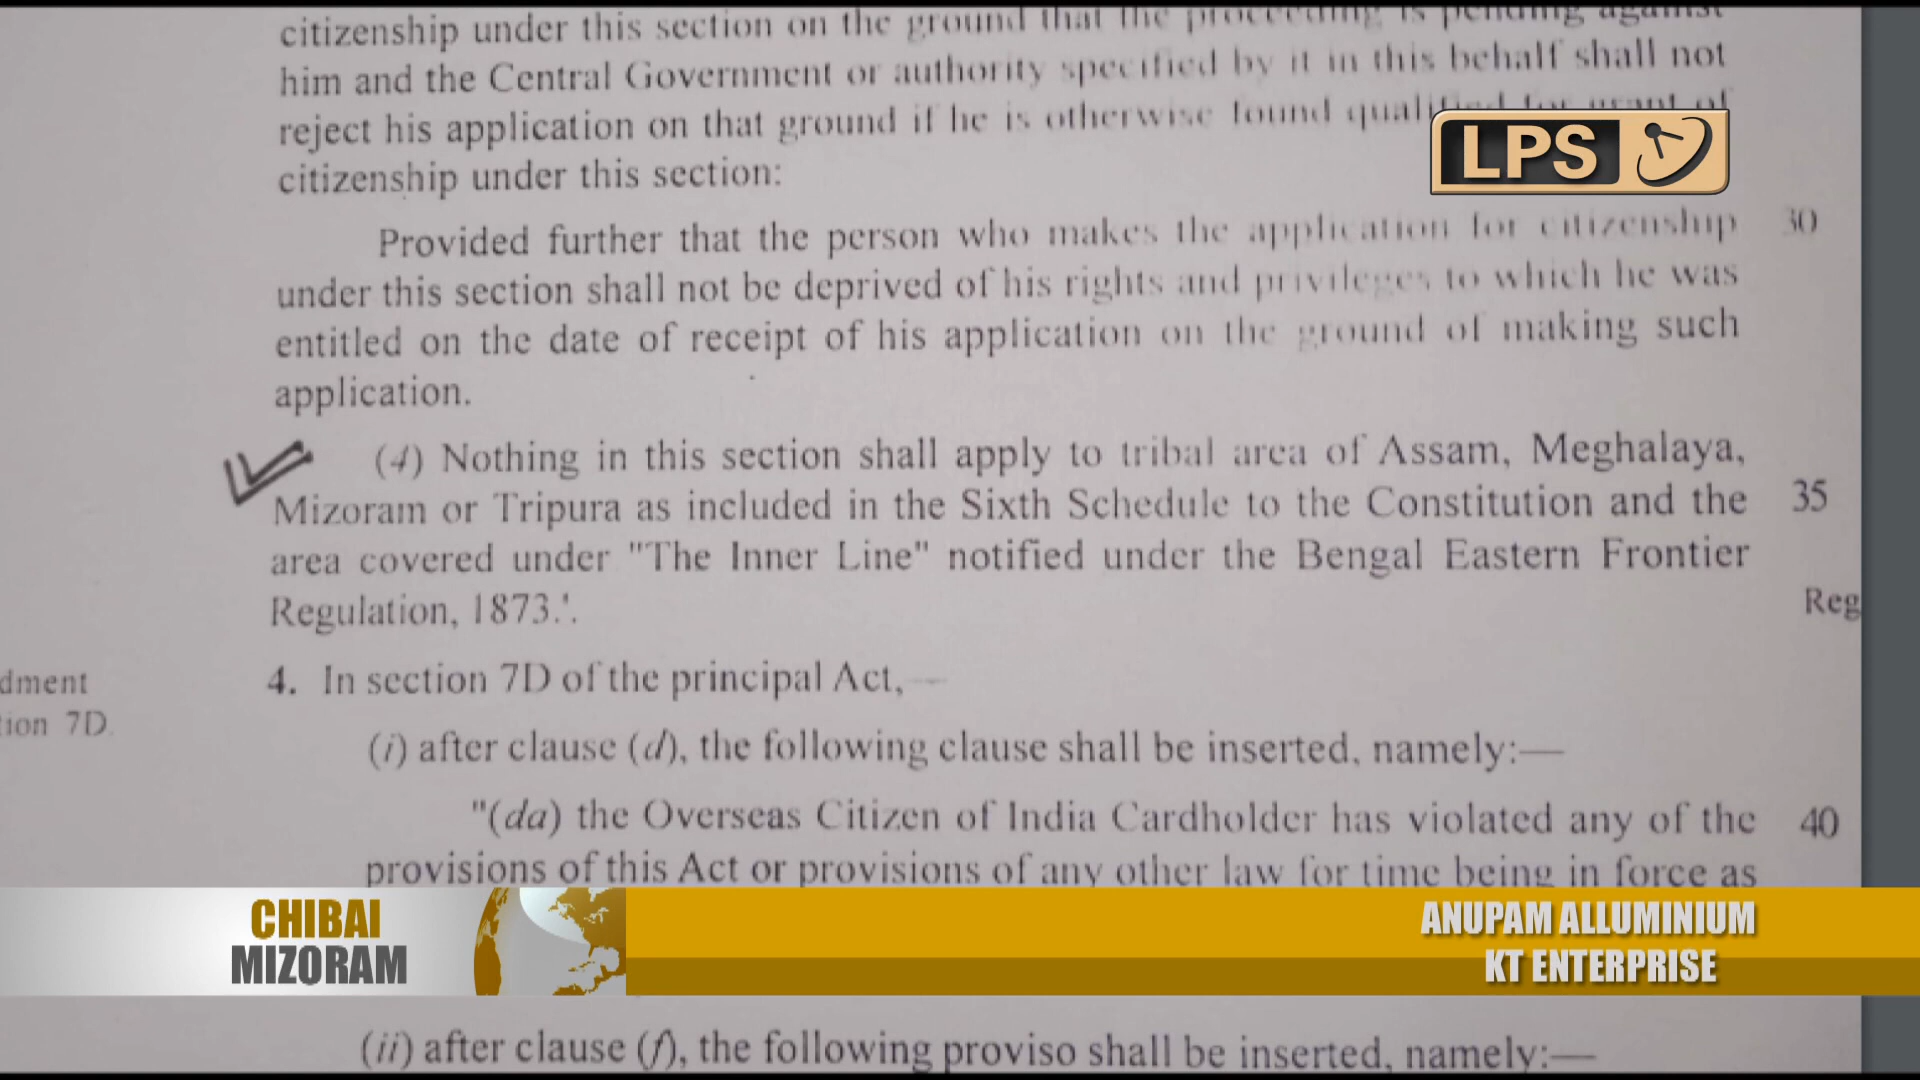 citizenship under this section on the ground that the proceeding is pending against
him and the Central Government or authority specified by it in this behalf shall not
reject his application on that ground if he is otherwise found qualified for grant of
citizenship under this section:
LPS
Provided further that the person who makes the application for citizenship 30
under this section shall not be deprived of his rights and privileges to which he was
entitled on the date of receipt of his application on the ground of making such
application.
(4) Nothing in this section shall apply to tribal area of Assam, Meghalaya,
Mizoram or Tripura as included in the Sixth Schedule to the Constitution and the 35
area covered under "The Inner Line" notified under the Bengal Eastern Frontier
Regulation, 1873.'.
Reg
dment
tion 7D.
4. In section 7D of the principal Act,—
(i) after clause (d), the following clause shall be inserted, namely:—
"(da) the Overseas Citizen of India Cardholder has violated any of the 40
provisions of this Act or provisions of any other law for time being in force as
CHIBAI
MIZORAM
ANUPAM ALLUMINIUM
KT ENTERPRISE
(ii) after clause (f), the following proviso shall be inserted, namely:—